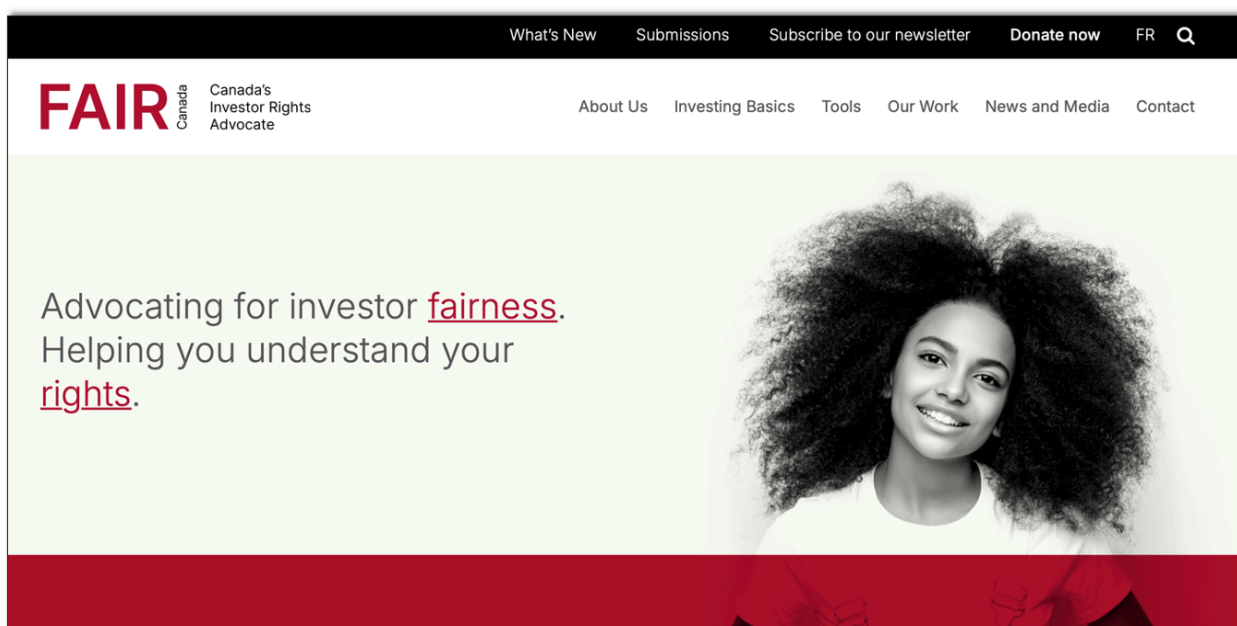 What's New Submissions Subscribe to our newsletter Donate now FR
FAIR Canada
Canada's
Investor Rights
Advocate
About Us Investing Basics Tools Our Work News and Media Contact
Advocating for investor fairness.
Helping you understand your
rights.